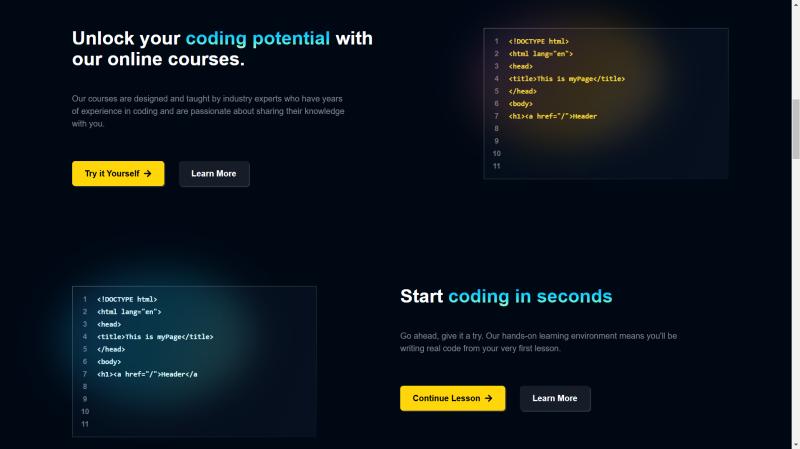 Unlock your coding potential with
our online courses.
Our courses are designed and taught by industry experts who have years
of experience in coding and are passionate about sharing their knowledge
with you.
Try it Yourself
Learn More
1 <!DOCTYPE html>
2 <html lang="en">
3 <head>
4 <title>This is myPage</title>
5 </head>
6 <body>
7 <h1><a href="/">Header
8
9
10
11
1 <!DOCTYPE html>
2 <html lang="en">
3 <head>
4 <title>This is myPage</title>
5 </head>
6 <body>
7 <h1><a href="/">Header</a
8
9
10
11
Start coding in seconds
Go ahead, give it a try. Our hands-on learning environment means you'll be
writing real code from your very first lesson.
Continue Lesson
Learn More